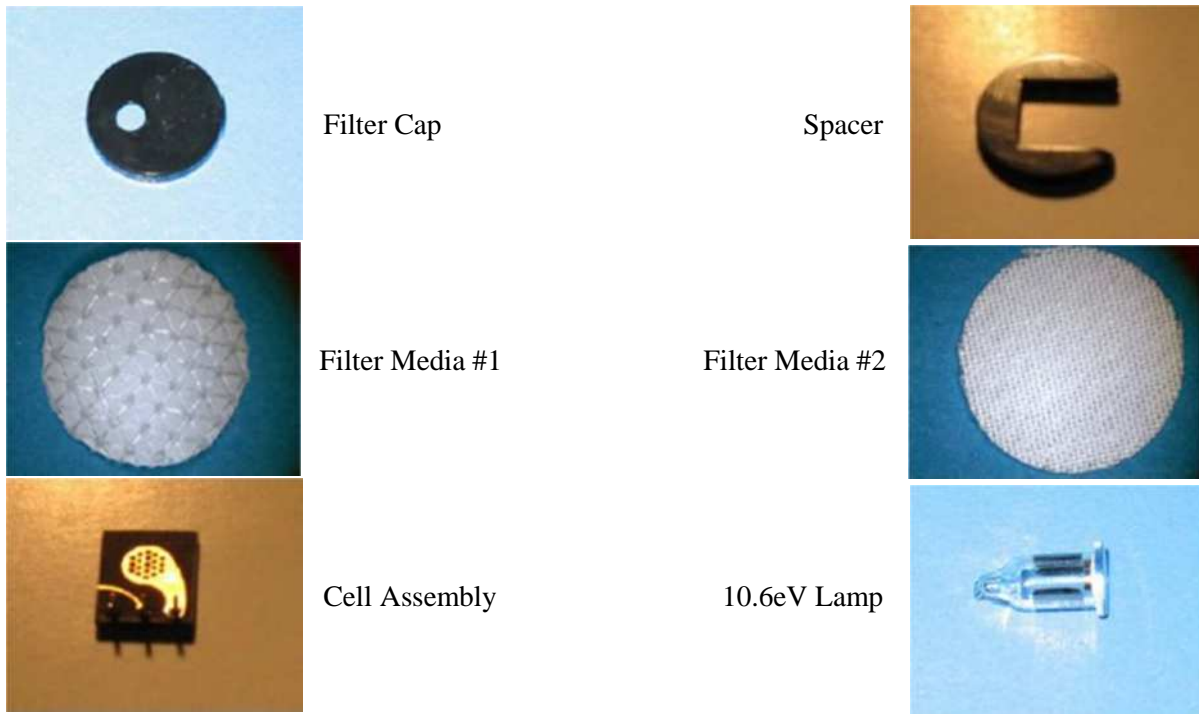 Filter Cap
Spacer
Filter Media #1
Filter Media #2
Cell Assembly
10.6eV Lamp